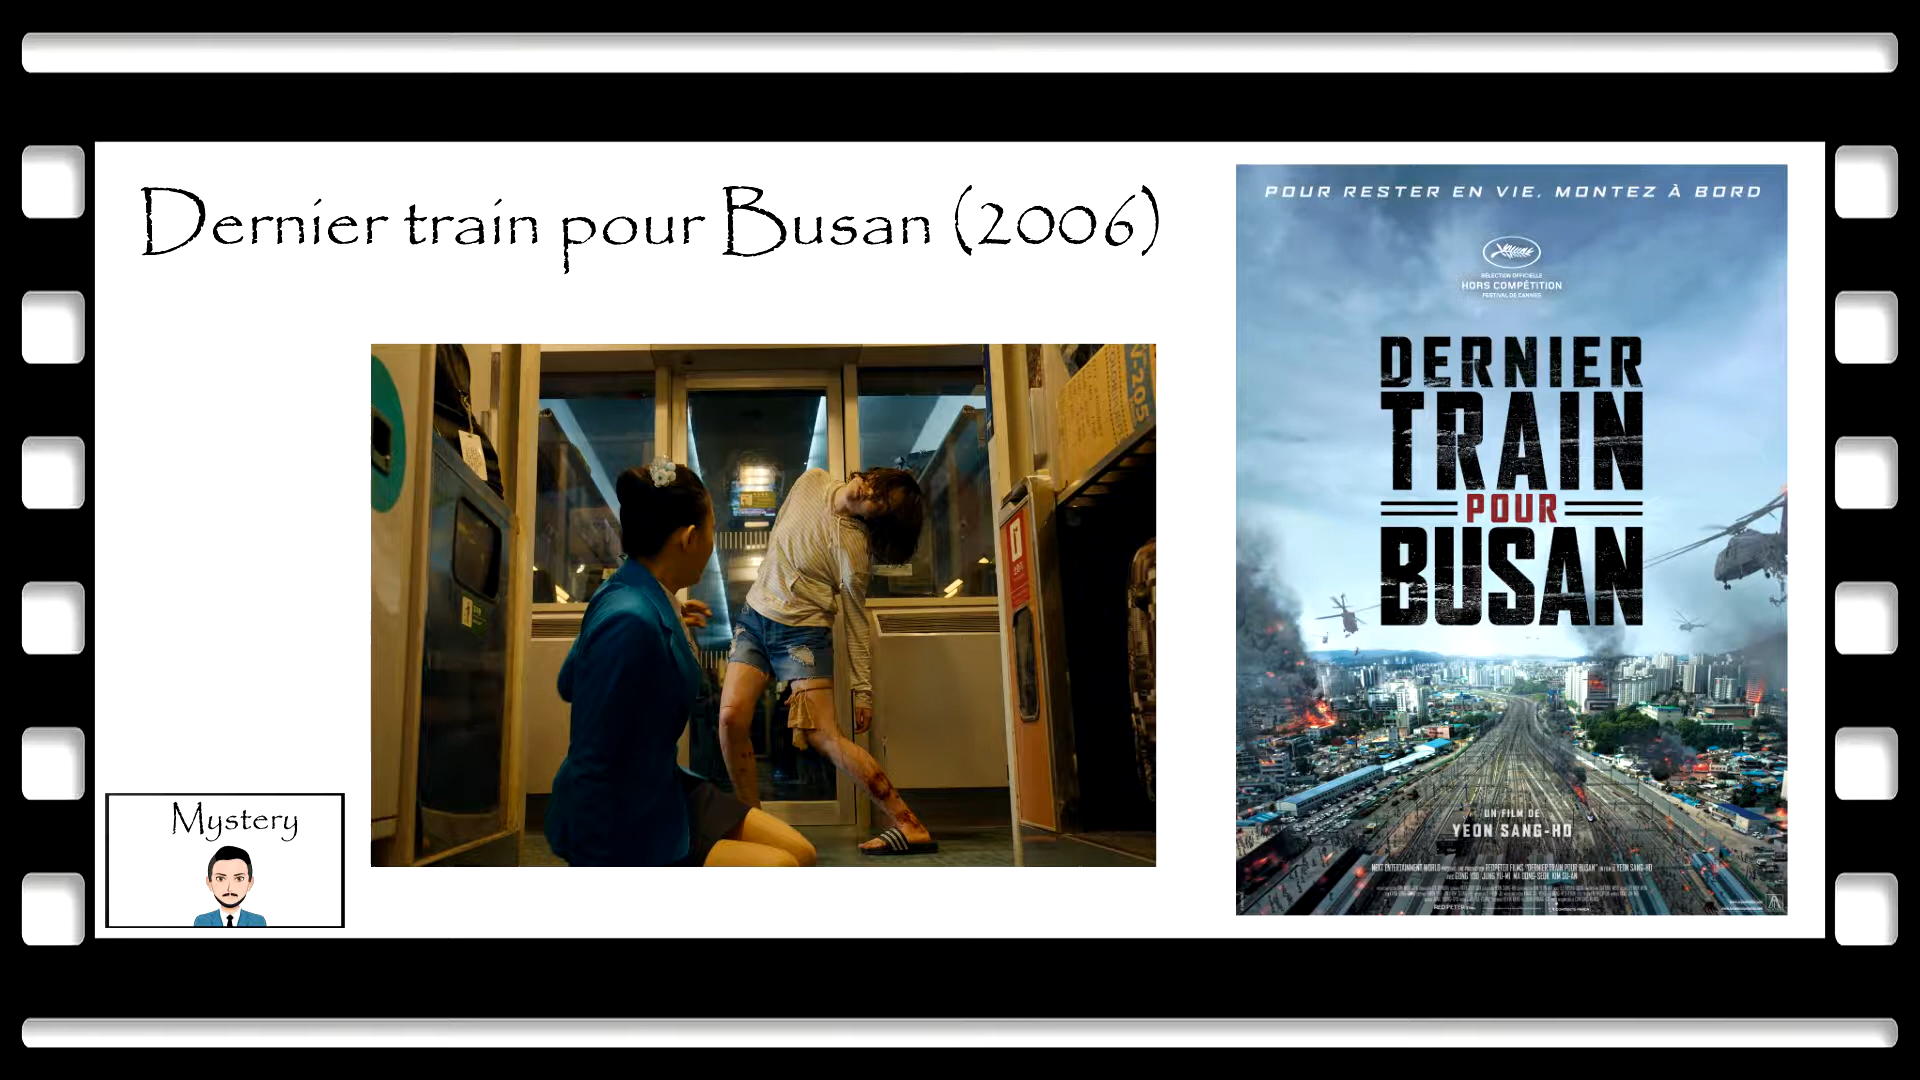 Dernier train pour Busan (2006)
POUR RESTER EN VIE, MONTEZ À BORD
SÉLECTION OFFICIELLE
HORS COMPÉTITION
FESTIVAL DE CANNES
DERNIER
TRAIN
POUR
BUSAN
UN FILM DE
YEON SANG-HO
N-205
Mystery